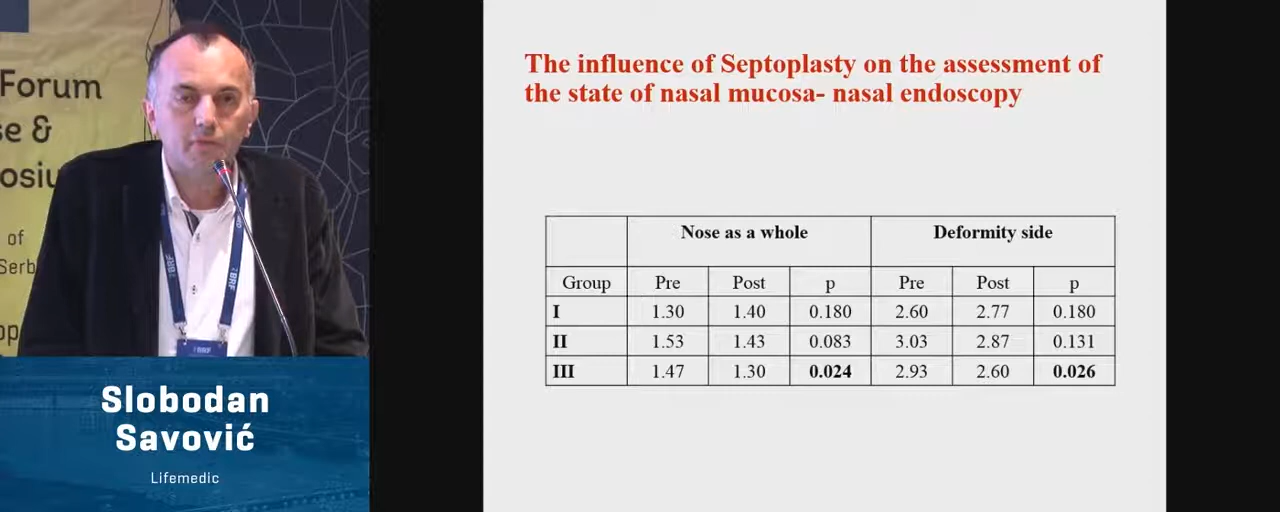 Forum
se &
osiu
of
Serb
BRF
BRF
The influence of Septoplasty on the assessment of
the state of nasal mucosa- nasal endoscopy
Nose as a whole Deformity side
Group Pre Post p Pre Post p
I 1.30 1.40 0.180 2.60 2.77 0.180
II 1.53 1.43 0.083 3.03 2.87 0.131
III 1.47 1.30 0.024 2.93 2.60 0.026
Slobodan
Savović
Lifemedic